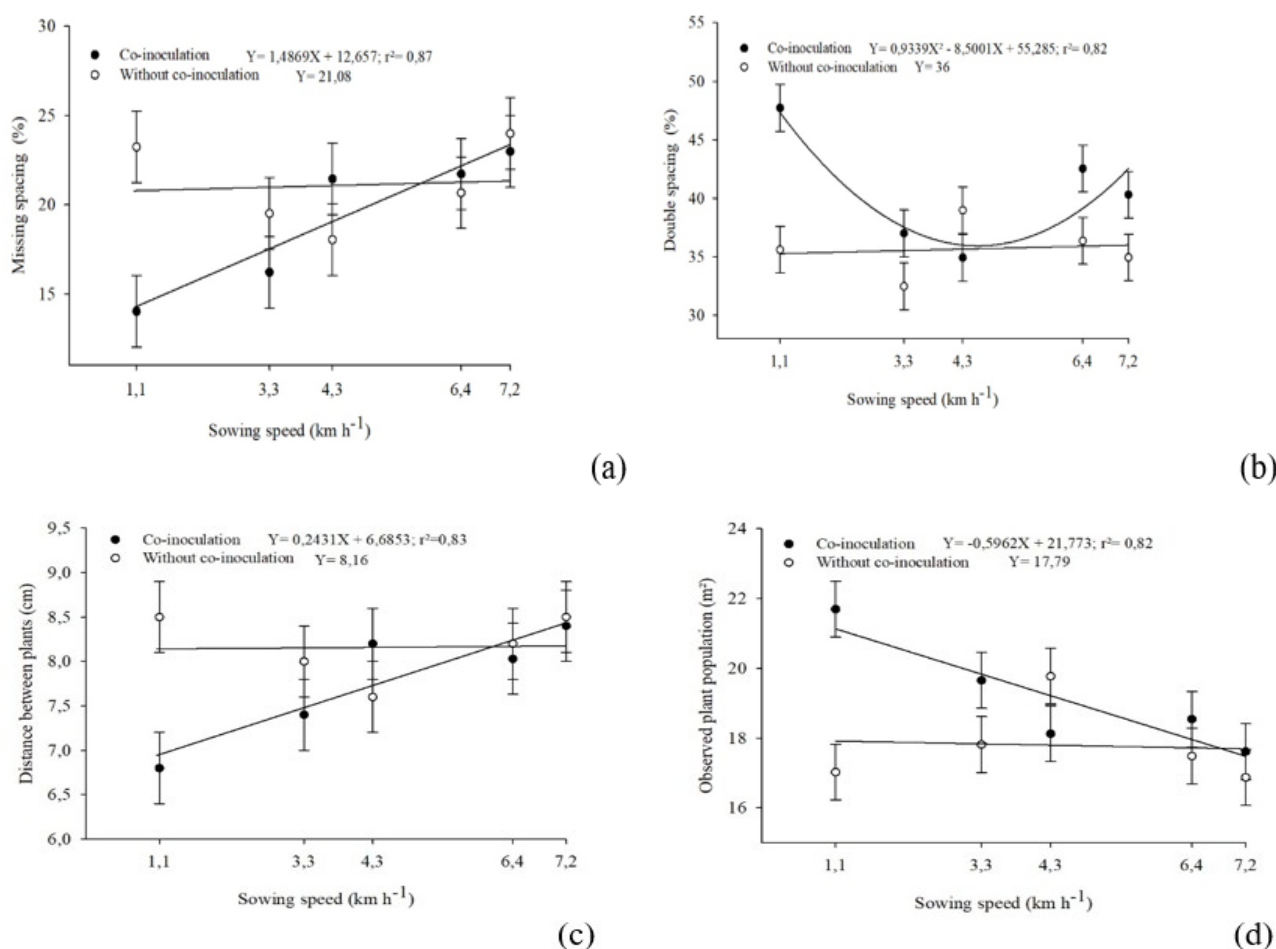 Co-inoculation Y= 1,4869X + 12,657; r²= 0,87
Without co-inoculation Y= 21,08
30
25
20
15
Missing spacing (%)
1,1 3,3 4,3 6,4 7,2
Sowing speed (km h⁻¹)
(a)
Co-inoculation Y= 0,9339X² - 8,5001X + 55,285; r²= 0,82
Without co-inoculation Y= 36
55
50
45
40
35
30
Double spacing (%)
1,1 3,3 4,3 6,4 7,2
Sowing speed (km h⁻¹)
(b)
Co-inoculation Y= 0,2431X + 6,6853; r²=0,83
Without co-inoculation Y= 8,16
9,5
9,0
8,5
8,0
7,5
7,0
6,5
6,0
Distance between plants (cm)
1,1 3,3 4,3 6,4 7,2
Sowing speed (km h⁻¹)
(c)
Co-inoculation Y= -0,5962X + 21,773; r²= 0,82
Without co-inoculation Y= 17,79
24
22
20
18
16
Observed plant population (m²)
1,1 3,3 4,3 6,4 7,2
Sowing speed (km h⁻¹)
(d)